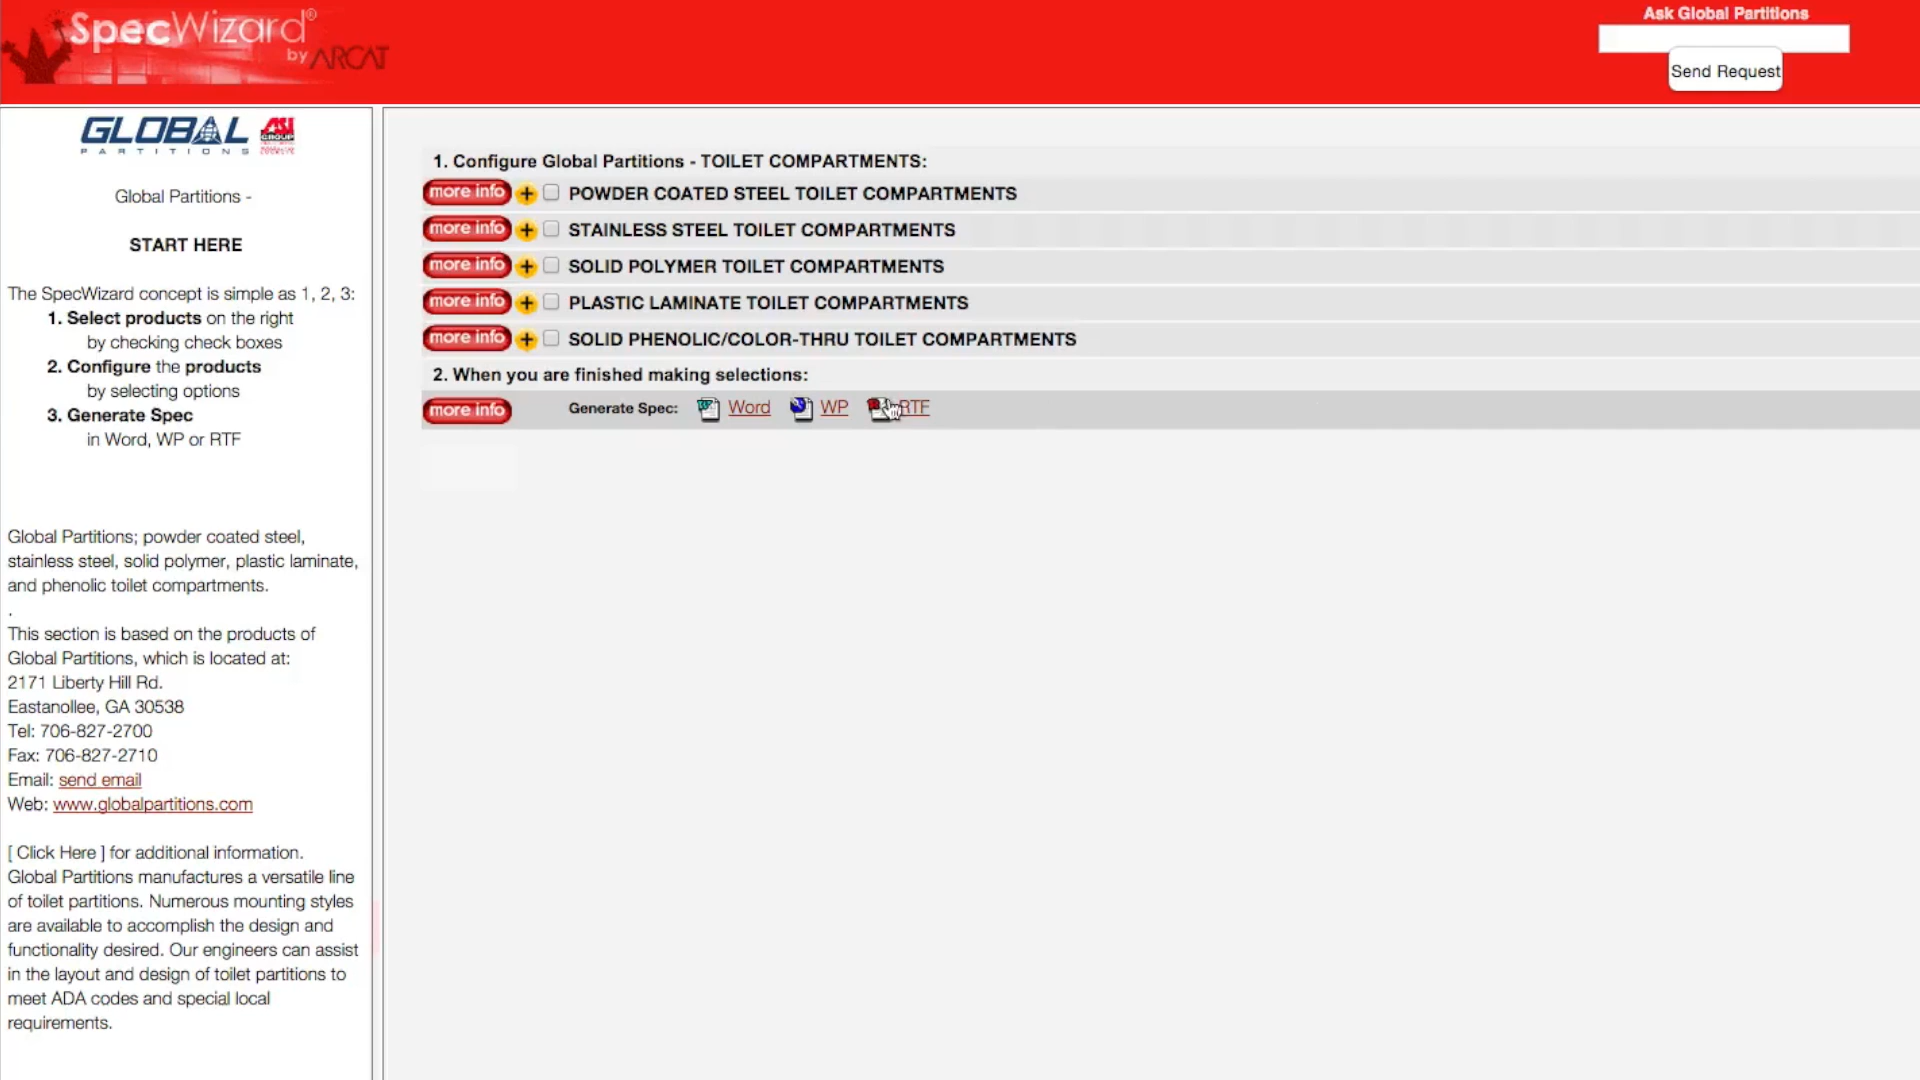 SpecWizard®
by ARCAT
Ask Global Partitions
Send Request
GLOBAL
PARTITIONS
ASI
GROUP
Global Partitions -
START HERE
The SpecWizard concept is simple as 1, 2, 3:
1. Select products on the right
by checking check boxes
2. Configure the products
by selecting options
3. Generate Spec
in Word, WP or RTF
Global Partitions; powder coated steel,
stainless steel, solid polymer, plastic laminate,
and phenolic toilet compartments.
.
This section is based on the products of
Global Partitions, which is located at:
2171 Liberty Hill Rd.
Eastanollee, GA 30538
Tel: 706-827-2700
Fax: 706-827-2710
Email: send email
Web: www.globalpartitions.com
[ Click Here ] for additional information.
Global Partitions manufactures a versatile line
of toilet partitions. Numerous mounting styles
are available to accomplish the design and
functionality desired. Our engineers can assist
in the layout and design of toilet partitions to
meet ADA codes and special local
requirements.
1. Configure Global Partitions - TOILET COMPARTMENTS:
more info + POWDER COATED STEEL TOILET COMPARTMENTS
more info + STAINLESS STEEL TOILET COMPARTMENTS
more info + SOLID POLYMER TOILET COMPARTMENTS
more info + PLASTIC LAMINATE TOILET COMPARTMENTS
more info + SOLID PHENOLIC/COLOR-THRU TOILET COMPARTMENTS
2. When you are finished making selections:
more info Generate Spec: Word WP RTF